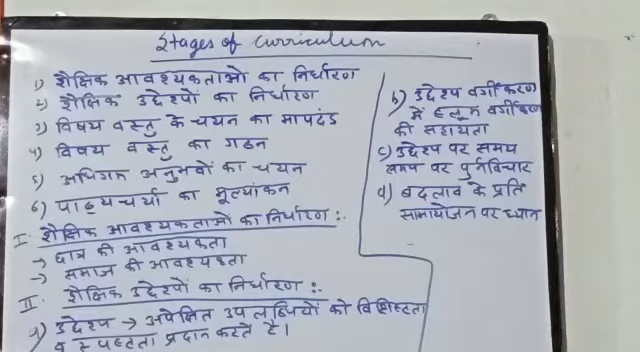 Stages of curriculum
1) शैक्षिक आवश्यकताओ का निर्धारण
2) शैक्षिक उद्देश्यों का निर्धारण
3) विषय वस्तु के चयन का मापदंड
4) विषय वस्तु का गठन
5) अधिगम अनुभवों का चयन
6) पाठ्यचर्या का मूल्यांकन
I. शैक्षिक आवश्यकताओं का निर्धारण :-
→ छात्र की आवश्यकता
→ समाज की आवश्यकता
II. शैक्षिक उद्देश्यों का निर्धारण :-
a) उद्देश्य → अपेक्षित उपलब्धियों को विशिष्टता
व स्पष्टता प्रदान करते है।
b) उद्देश्य वर्गीकरण
में ब्लूम वर्गीकरण
की सहायता
c) उद्देश्य पर समय
समय पर पुर्नविचार
d) बदलाव के प्रति
सामायोजन पर ध्यान